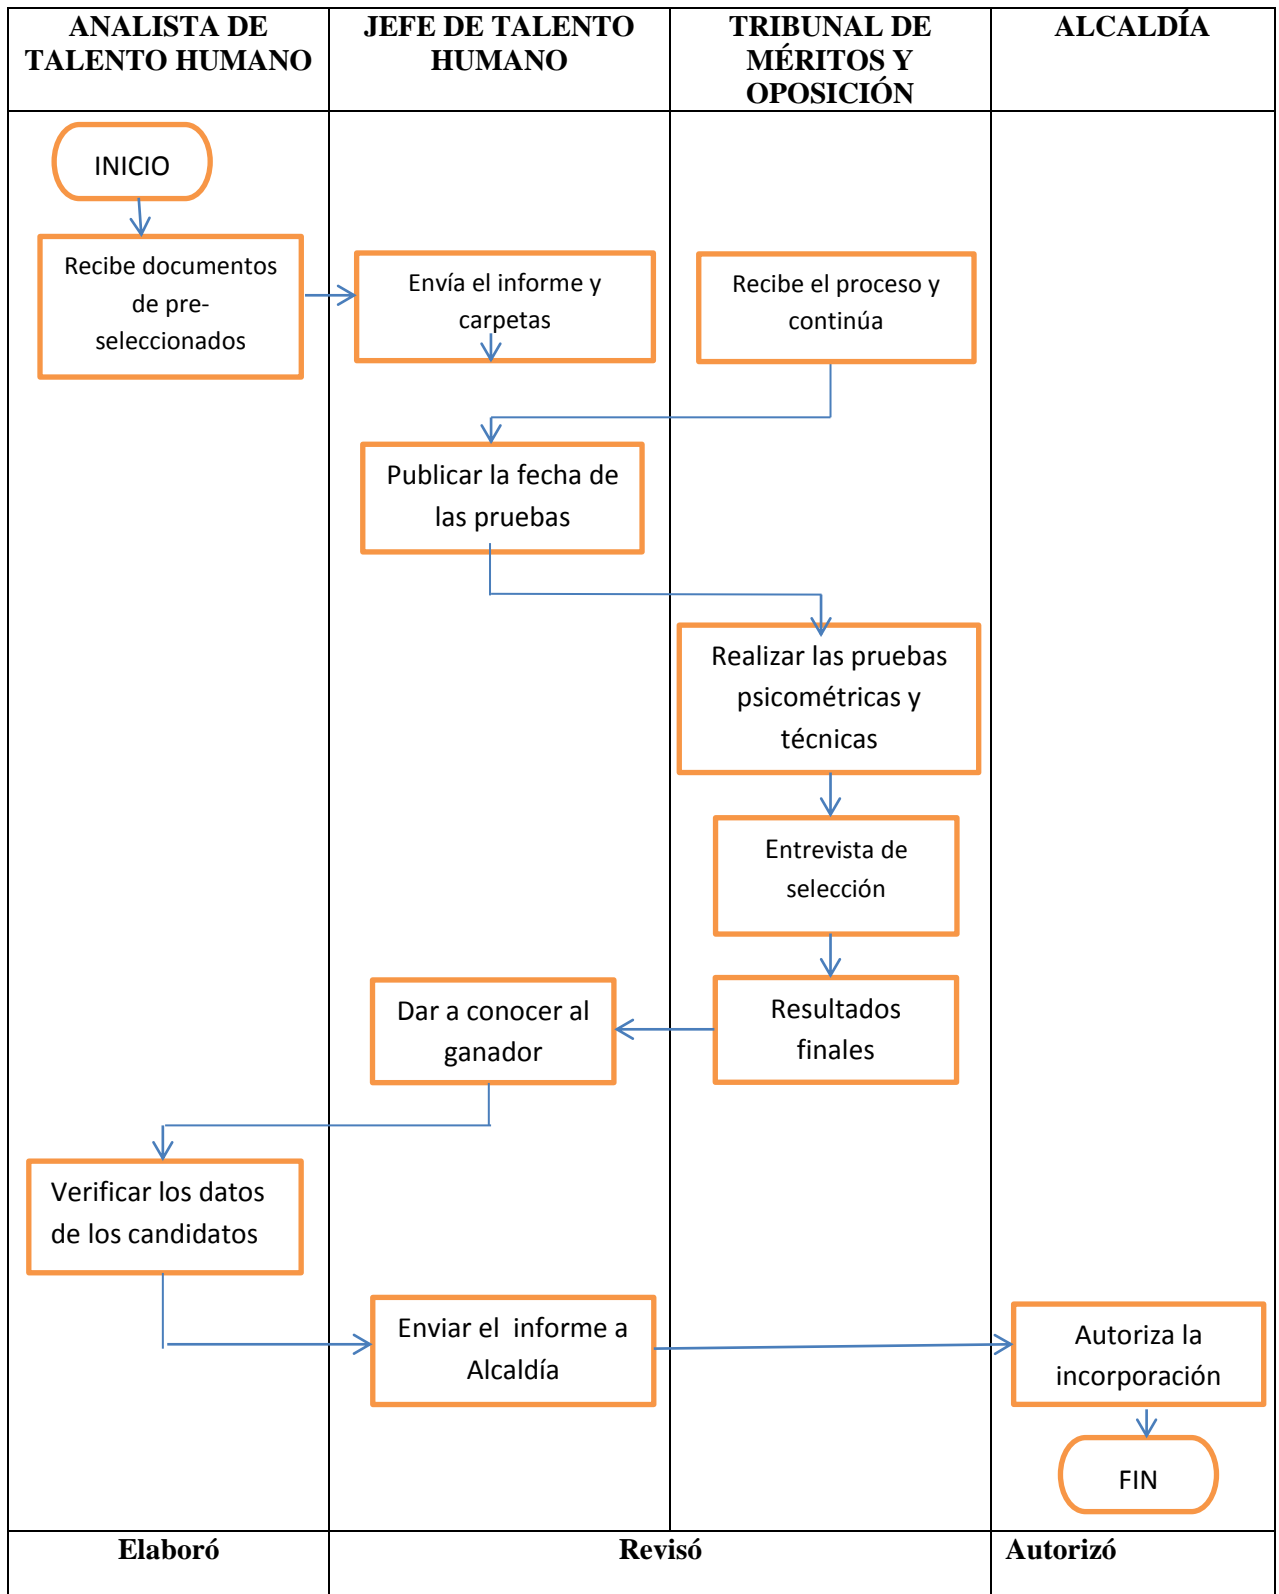 ANALISTA DE
TALENTO HUMANO
JEFE DE TALENTO
HUMANO
TRIBUNAL DE
MÉRITOS Y
OPOSICIÓN
ALCALDÍA
INICIO
Recibe documentos
de pre-
seleccionados
Envía el informe y
carpetas
Recibe el proceso y
continúa
Publicar la fecha de
las pruebas
Realizar las pruebas
psicométricas y
técnicas
Entrevista de
selección
Resultados
finales
Dar a conocer al
ganador
Verificar los datos
de los candidatos
Enviar el informe a
Alcaldía
Autoriza la
incorporación
FIN
Elaboró
Revisó
Autorizó